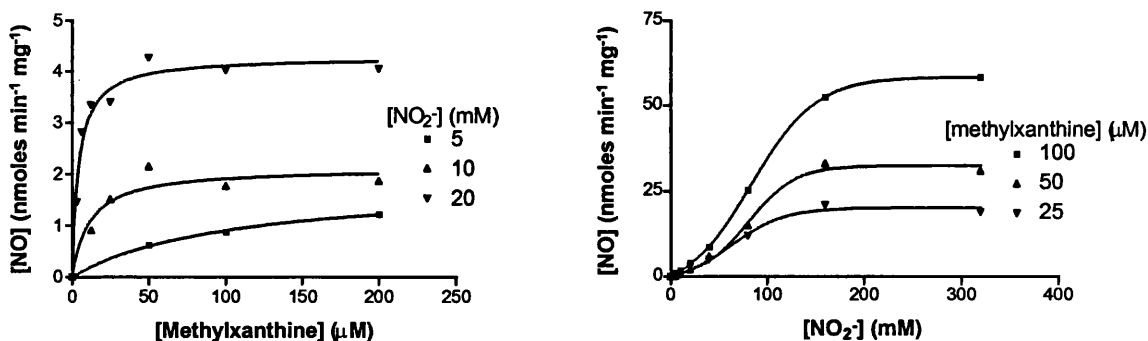 [NO] (nmoles min-1 mg-1)
5
4
3
2
1
0
0 50 100 150 200 250
[Methylxanthine] (μM)
[NO2-] (mM)
5
10
20
[NO] (nmoles min-1 mg-1)
75
50
25
0
0 100 200 300 400
[NO2-] (mM)
[methylxanthine] (μM)
100
50
25